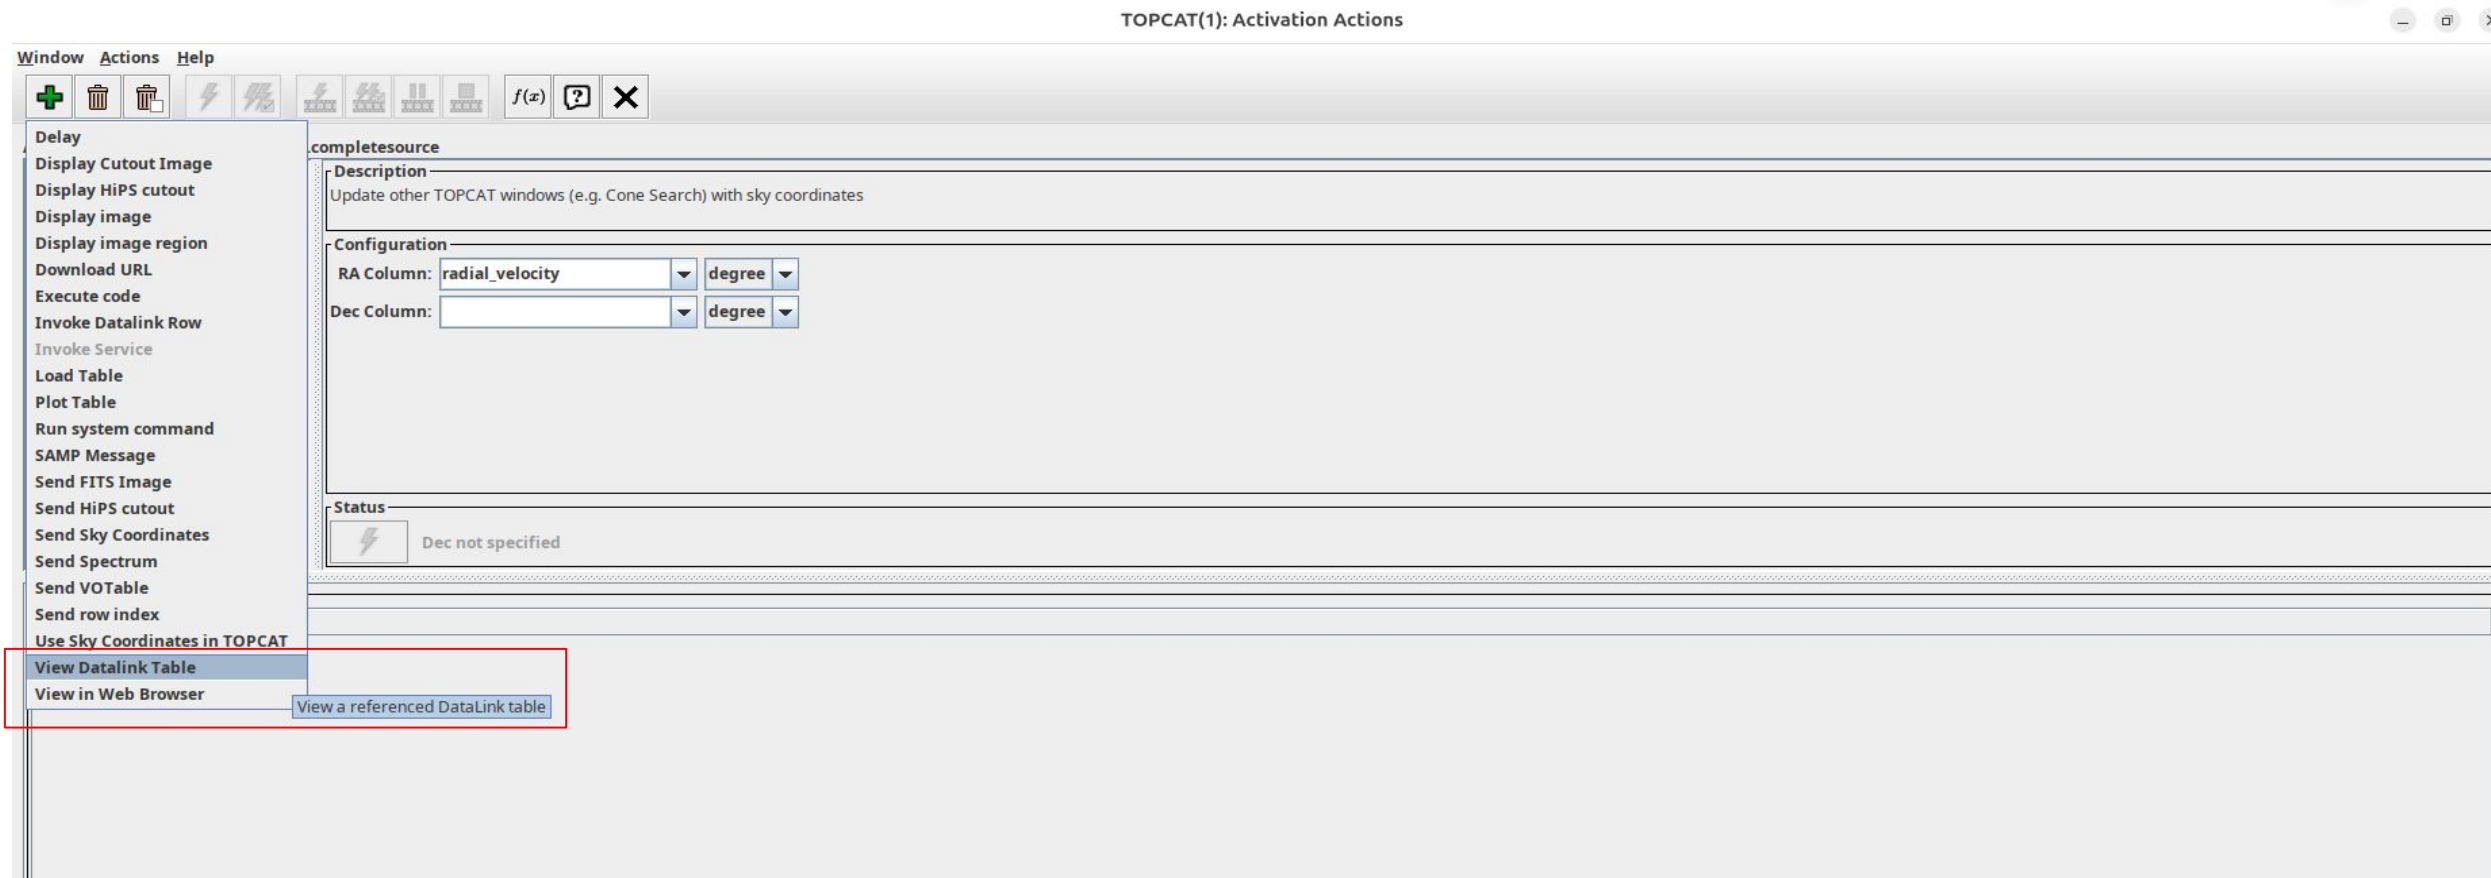 TOPCAT(1): Activation Actions
Window Actions Help
f(x)
Delay
Display Cutout Image
Display HiPS cutout
Display image
Display image region
Download URL
Execute code
Invoke Datalink Row
Invoke Service
Load Table
Plot Table
Run system command
SAMP Message
Send FITS Image
Send HiPS cutout
Send Sky Coordinates
Send Spectrum
Send VOTable
Send row index
Use Sky Coordinates in TOPCAT
View Datalink Table
View in Web Browser
View a referenced DataLink table
.completesource
Description
Update other TOPCAT windows (e.g. Cone Search) with sky coordinates
Configuration
RA Column: radial_velocity degree
Dec Column: degree
Status
Dec not specified